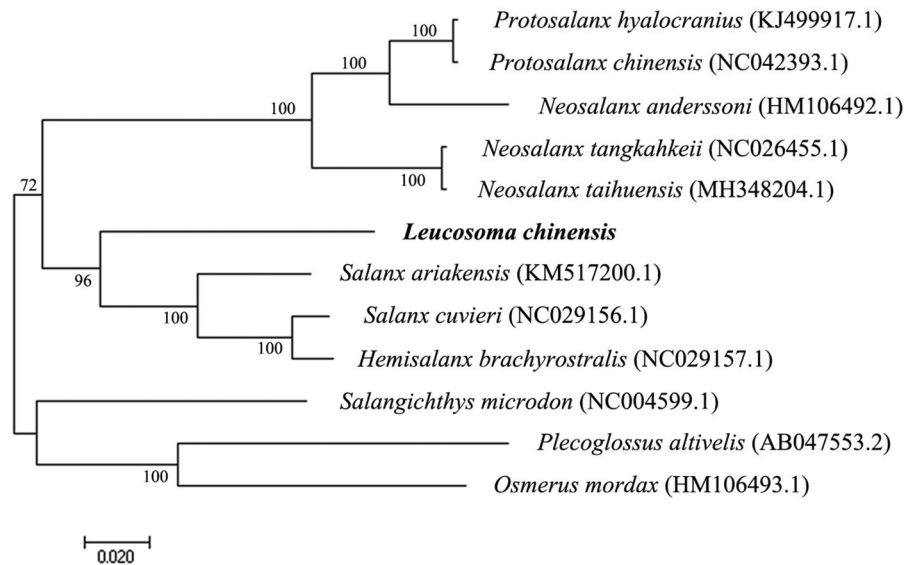 Protosalanx hyalocranius (KJ499917.1)
100
Protosalanx chinensis (NC042393.1)
100
Neosalanx anderssoni (HM106492.1)
100
Neosalanx tangkahkeii (NC026455.1)
100
Neosalanx taihuensis (MH348204.1)
72
Leucosoma chinensis
96
Salanx ariakensis (KM517200.1)
100
Salanx cuvieri (NC029156.1)
100
Hemisalanx brachyrostralis (NC029157.1)
Salangichthys microdon (NC004599.1)
Plecoglossus altivelis (AB047553.2)
100
Osmerus mordax (HM106493.1)
0.020